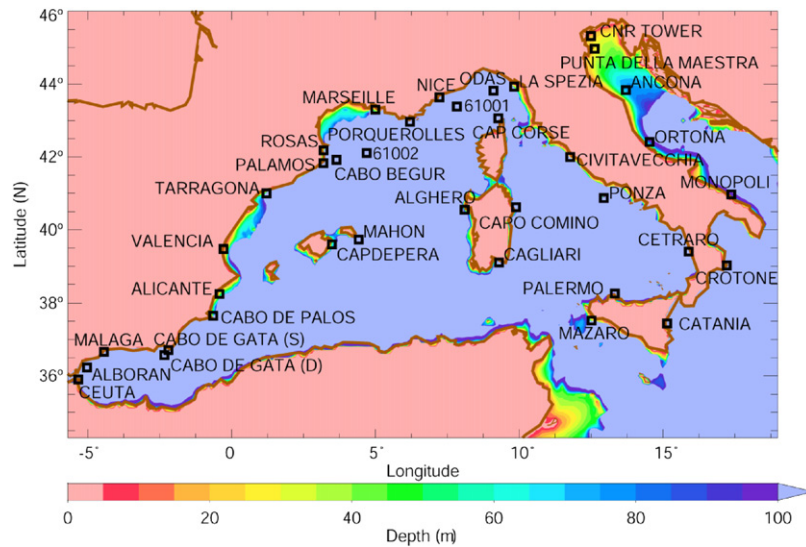 46°
44°
42°
40°
38°
36°
Latitude (N)
CNR TOWER
PUNTA DELLA MAESTRA
ODAS
NICE
LA SPEZIA
ANCONA
MARSEILLE
61001
PORQUEROLLES
CAP CORSE
ORTONA
ROSAS
61002
CIVITAVECCHIA
PALAMOS
CABO BEGUR
MONOPOLI
TARRAGONA
ALGHERO
PONZA
CAPO COMINO
MAHON
VALENCIA
CAPDEPERA
CETRARO
CAGLIARI
CROTONE
ALICANTE
PALERMO
CABO DE PALOS
MAZARO
CATANIA
MALAGA
CABO DE GATA (S)
ALBORAN
CABO DE GATA (D)
CEUTA
-5°
0
5°
10°
15°
Longitude
0
20
40
60
80
100
Depth (m)